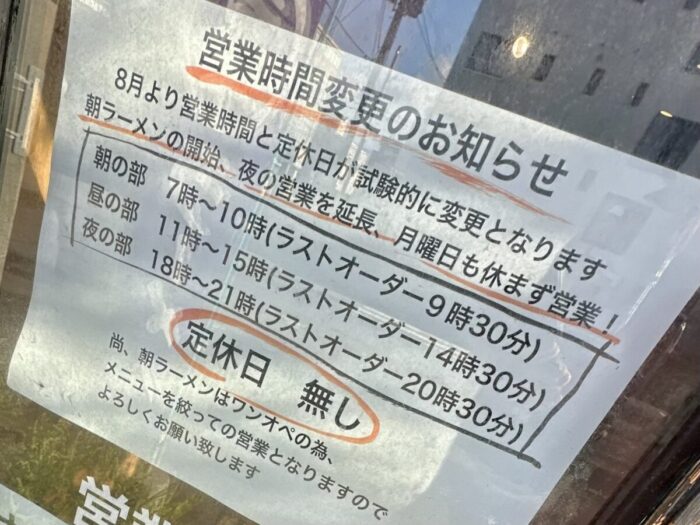 営業時間変更のお知らせ
8月より営業時間と定休日が試験的に変更となります
朝ラーメンの開始、夜の営業を延長、月曜日も休まず営業！
朝の部 7時～10時(ラストオーダー9時30分)
昼の部 11時～15時(ラストオーダー14時30分)
夜の部 18時～21時(ラストオーダー20時30分)
定休日 無し
尚、朝ラーメンはワンオペの為、
メニューを絞っての営業となりますので
よろしくお願い致します
営業